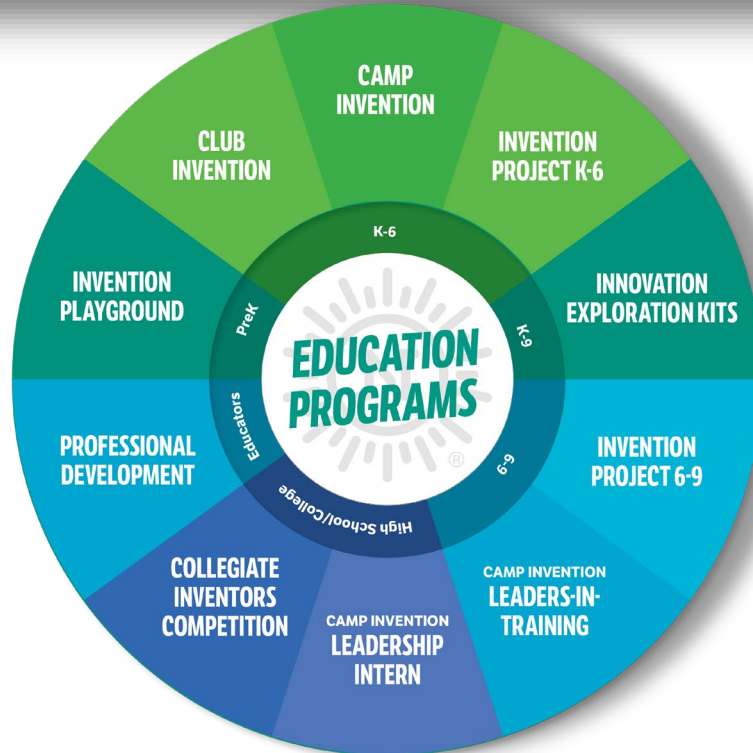 EDUCATION
PROGRAMS
®
K-6
K-9
6-9
High School/College
Educators
PreK
CAMP
INVENTION
INVENTION
PROJECT K-6
INNOVATION
EXPLORATION KITS
INVENTION
PROJECT 6-9
CAMP INVENTION
LEADERS-IN-
TRAINING
CAMP INVENTION
LEADERSHIP
INTERN
COLLEGIATE
INVENTORS
COMPETITION
PROFESSIONAL
DEVELOPMENT
INVENTION
PLAYGROUND
CLUB
INVENTION